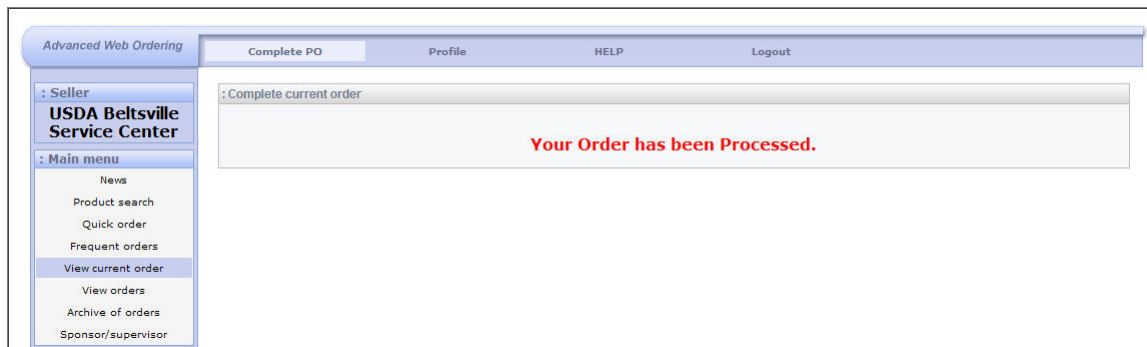 Advanced Web Ordering
Complete PO Profile HELP Logout
: Seller
USDA Beltsville
Service Center
: Main menu
News
Product search
Quick order
Frequent orders
View current order
View orders
Archive of orders
Sponsor/supervisor
: Complete current order
Your Order has been Processed.